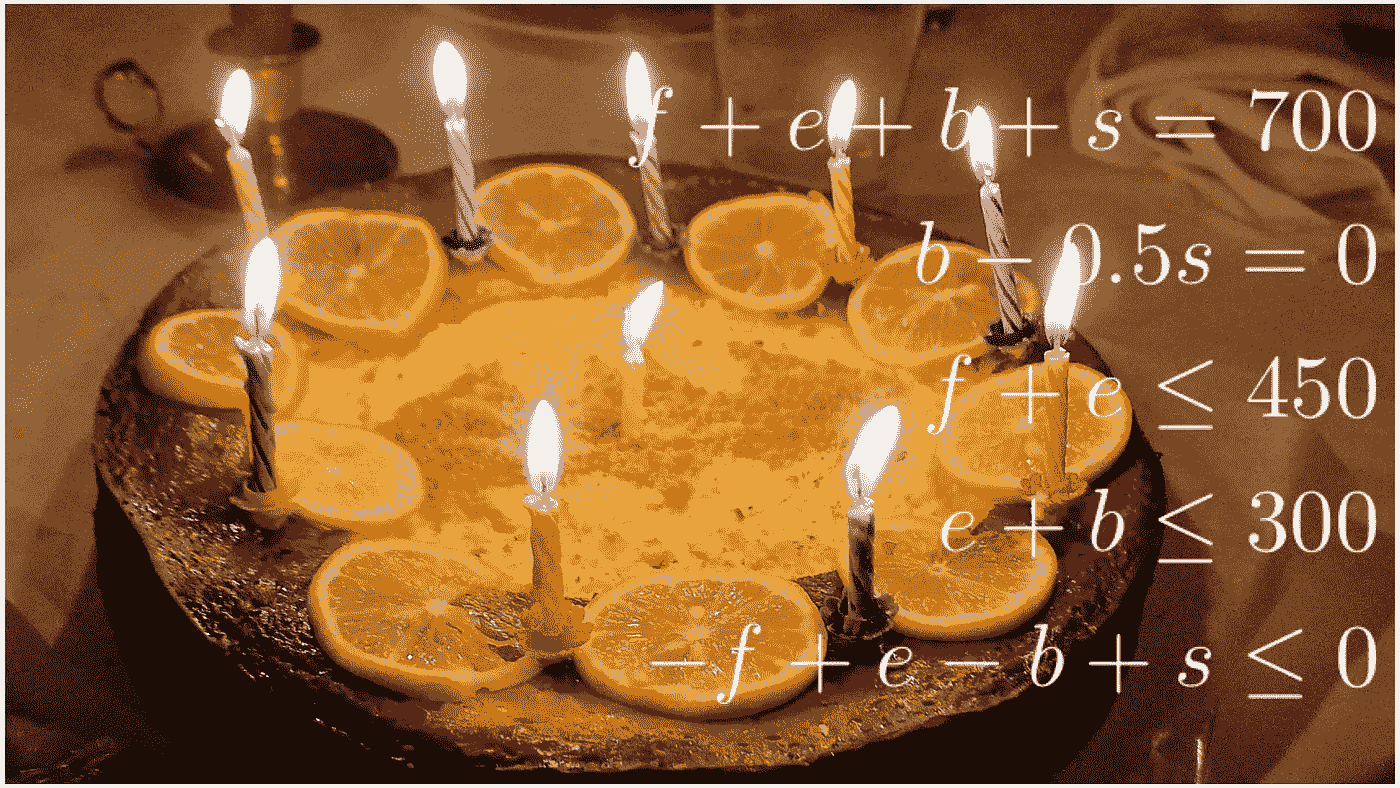 f + e + b + s = 700
b − 0.5s = 0
f + e ≤ 450
e + b ≤ 300
−f + e − b + s ≤ 0